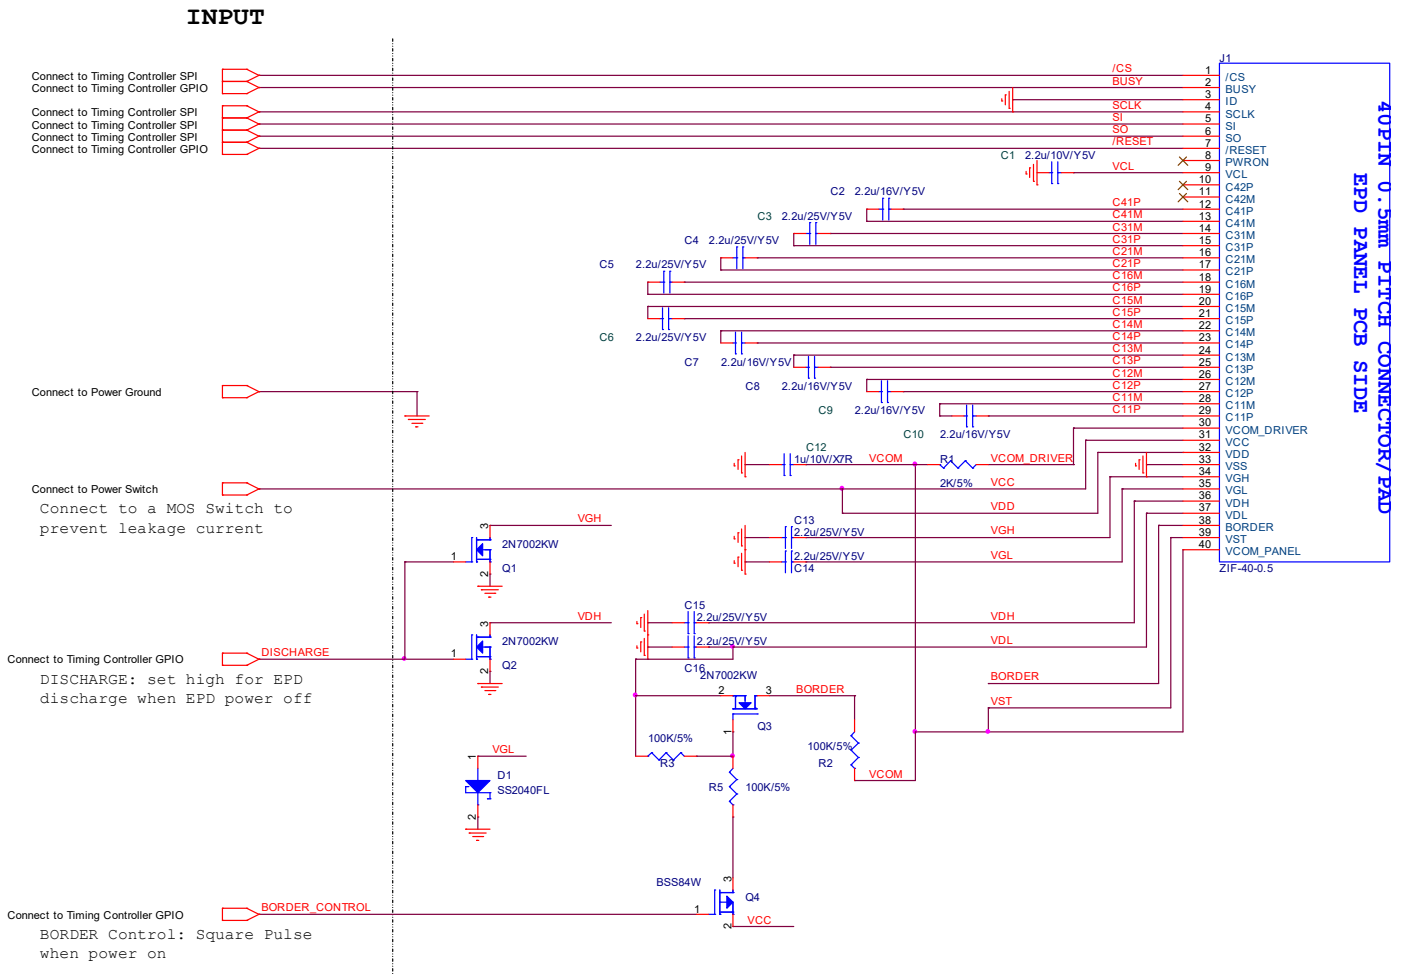 INPUT
Connect to Timing Controller SPI
Connect to Timing Controller GPIO
Connect to Timing Controller SPI
Connect to Timing Controller SPI
Connect to Timing Controller SPI
Connect to Timing Controller GPIO
Connect to Power Ground
Connect to Power Switch
Connect to a MOS Switch to
prevent leakage current
Connect to Timing Controller GPIO
DISCHARGE
DISCHARGE: set high for EPD
discharge when EPD power off
Connect to Timing Controller GPIO
BORDER_CONTROL
BORDER Control: Square Pulse
when power on
VGH
3
2N7002KW
1
Q1
2
VDH
3
2N7002KW
1
Q2
2
VGL
1
D1
SS2040FL
2
C1 2.2u/10V/Y5V
C2 2.2u/16V/Y5V
C3 2.2u/25V/Y5V
C4 2.2u/25V/Y5V
C5 2.2u/25V/Y5V
C6 2.2u/25V/Y5V
C7 2.2u/16V/Y5V
C8 2.2u/16V/Y5V
C9 2.2u/16V/Y5V
C10 2.2u/16V/Y5V
C12
1u/10V/X7R
VCOM
R1
2K/5%
VCOM_DRIVER
VCC
VDD
C13
2.2u/25V/Y5V
VGH
2.2u/25V/Y5V
C14
VGL
C15
2.2u/25V/Y5V
VDH
2.2u/25V/Y5V
C16
VDL
2N7002KW
2
3
BORDER
Q3
1
BORDER
VST
100K/5%
R3
100K/5%
R2
VCOM
R5
100K/5%
BSS84W
3
Q4
1
2
VCC
/CS
BUSY
SCLK
SI
SO
/RESET
VCL
C41P
C41M
C31M
C31P
C21M
C21P
C16M
C16P
C15M
C15P
C14M
C14P
C13M
C13P
C12M
C12P
C11M
C11P
J1
1 /CS
2 BUSY
3 ID
4 SCLK
5 SI
6 SO
7 /RESET
8 PWRON
9 VCL
10 C42P
11 C42M
12 C41P
13 C41M
14 C31M
15 C31P
16 C21M
17 C21P
18 C16M
19 C16P
20 C15M
21 C15P
22 C14M
23 C14P
24 C13M
25 C13P
26 C12M
27 C12P
28 C11M
29 C11P
30 VCOM_DRIVER
31 VCC
32 VDD
33 VSS
34 VGH
35 VGL
36 VDH
37 VDL
38 BORDER
39 VST
40 VCOM_PANEL
ZIF-40-0.5
40PIN 0.5mm PITCH CONNECTOR/PAD
EPD PANEL PCB SIDE